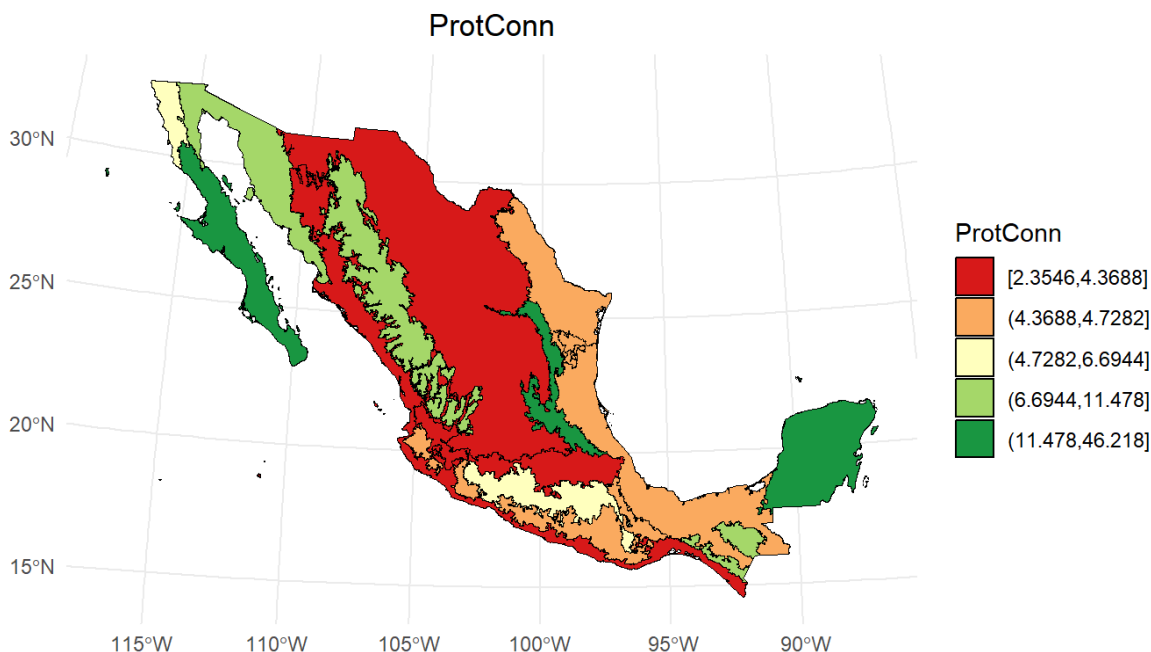 ProtConn
30°N
25°N
20°N
15°N
115°W
110°W
105°W
100°W
95°W
90°W
ProtConn
[2.3546,4.3688]
(4.3688,4.7282]
(4.7282,6.6944]
(6.6944,11.478]
(11.478,46.218]